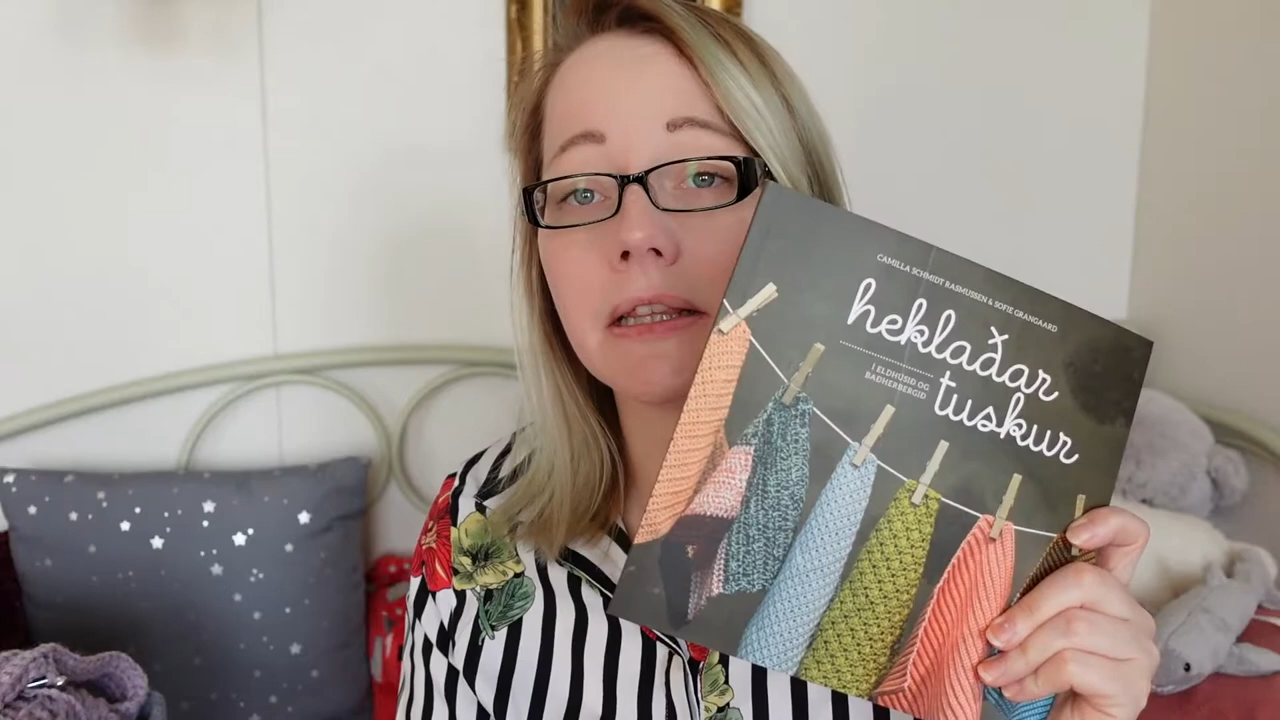 CAMILLA SCHMIDT RASMUSSEN & SOFIE GRANGAARD
heklaðar
tuskur
Í ELDHÚSIÐ OG
BAÐHERBERGIÐ